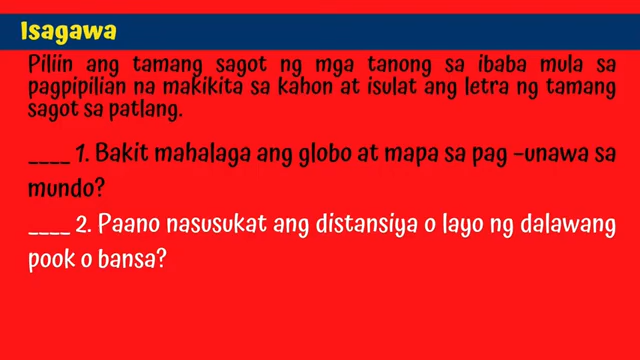 Isagawa
Piliin ang tamang sagot ng mga tanong sa ibaba mula sa
pagpipilian na makikita sa kahon at isulat ang letra ng tamang
sagot sa patlang.
____ 1. Bakit mahalaga ang globo at mapa sa pag -unawa sa
mundo?
____ 2. Paano nasusukat ang distansiya o layo ng dalawang
pook o bansa?